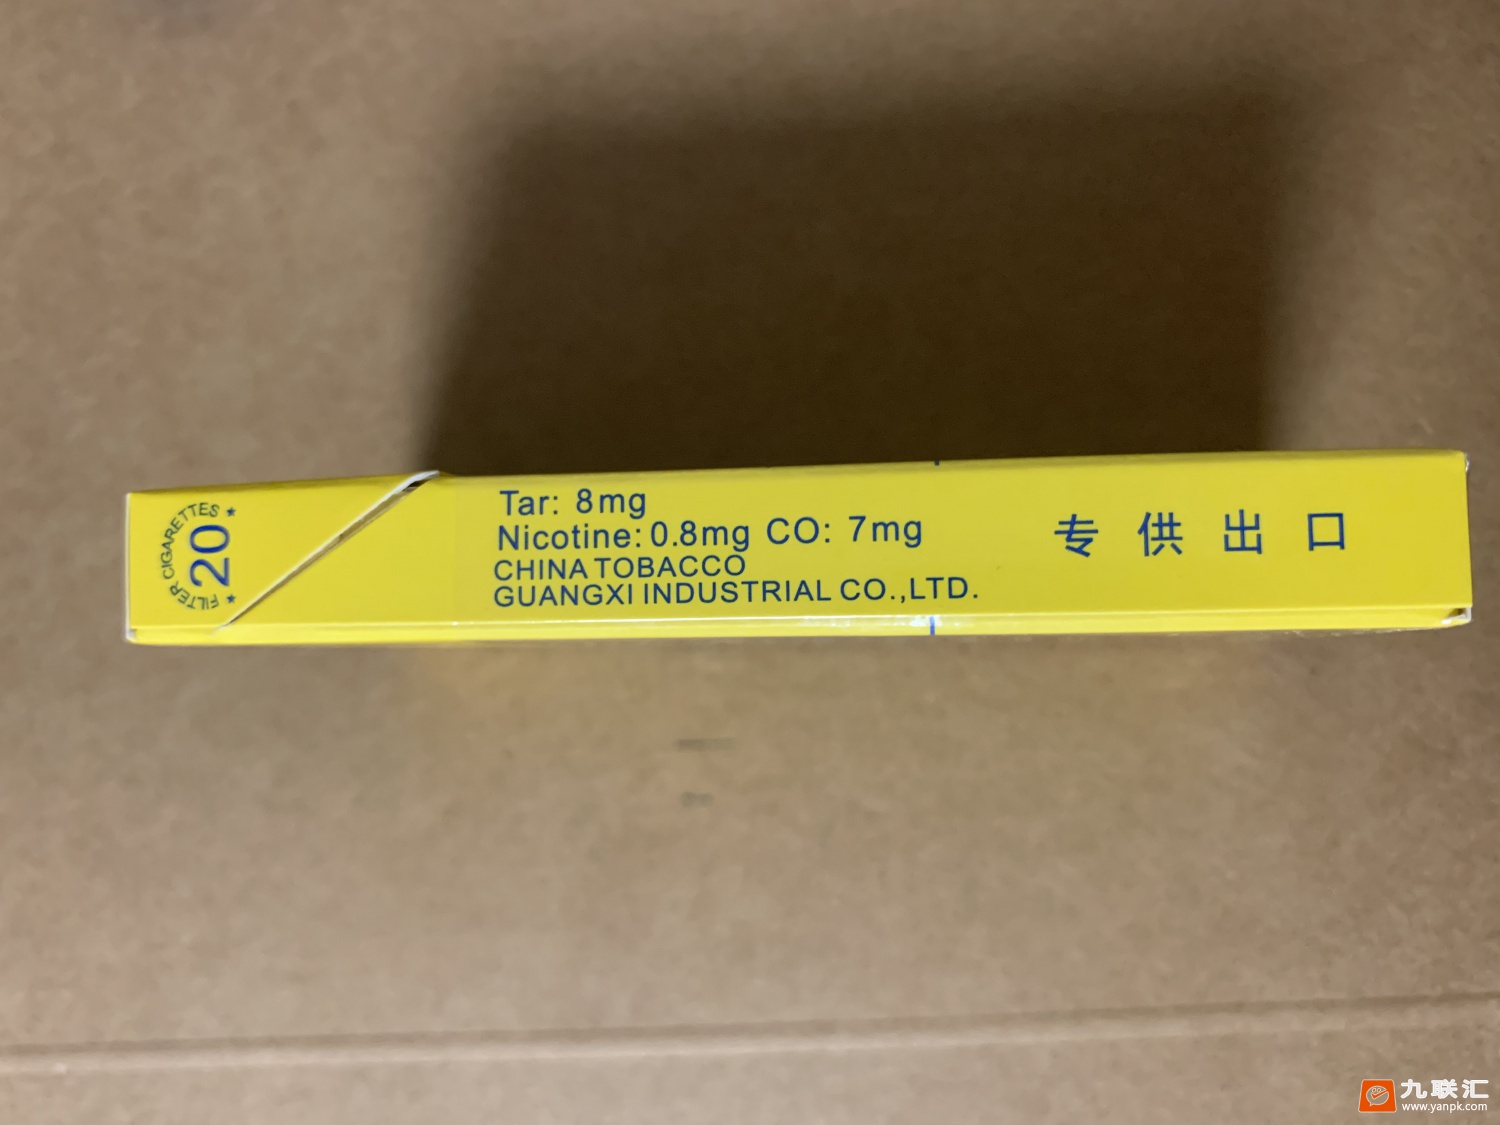 FILTER CIGARETTES
20
Tar: 8mg
Nicotine: 0.8mg CO: 7mg
CHINA TOBACCO
GUANGXI INDUSTRIAL CO.,LTD.
专供出口
九联汇
www.yanpk.com